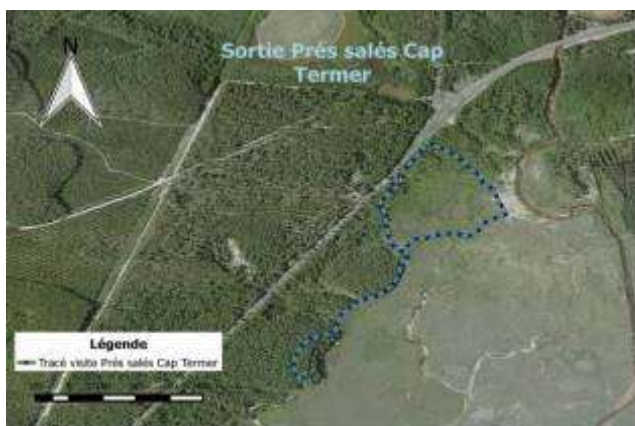 N
Sortie Prés salés Cap
Termer
Légende
Tracé visite Prés salés Cap Termer